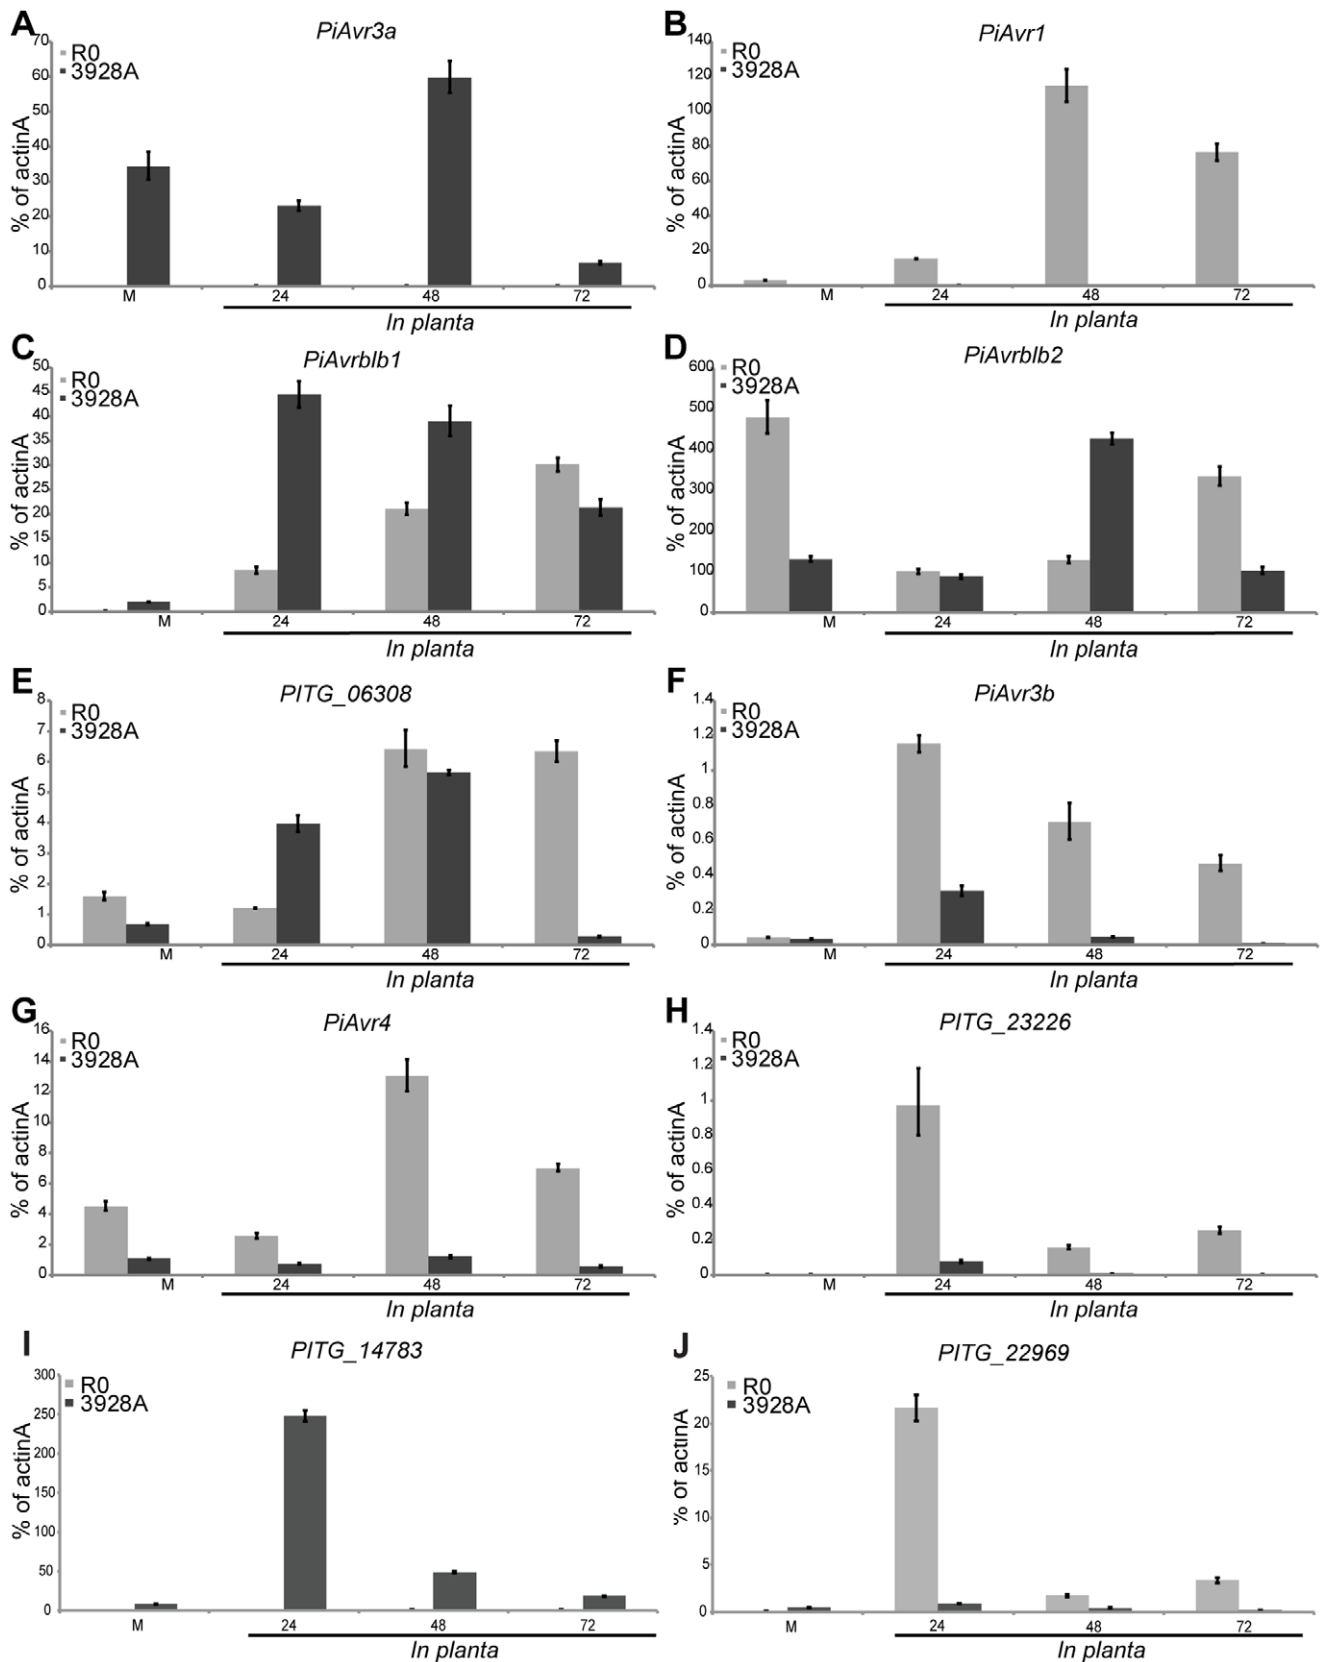 A
PiAvr3a
R0
3928A
% of actinA
70
60
50
40
30
20
10
0
M
24
48
72
In planta
B
PiAvr1
R0
3928A
% of actinA
140
120
100
80
60
40
20
0
M
24
48
72
In planta
C
PiAvrblb1
R0
3928A
% of actinA
50
45
40
35
30
25
20
15
10
5
0
M
24
48
72
In planta
D
PiAvrblb2
R0
3928A
% of actinA
600
500
400
300
200
100
0
M
24
48
72
In planta
E
PITG_06308
R0
3928A
% of actinA
8
7
6
5
4
3
2
1
0
M
24
48
72
In planta
F
PiAvr3b
R0
3928A
% of actinA
1.4
1.2
1
0.8
0.6
0.4
0.2
0
M
24
48
72
In planta
G
PiAvr4
R0
3928A
% of actinA
16
14
12
10
8
6
4
2
0
M
24
48
72
In planta
H
PITG_23226
R0
3928A
% of actinA
1.4
1.2
1
0.8
0.6
0.4
0.2
0
M
24
48
72
In planta
I
PITG_14783
R0
3928A
% of actinA
300
250
200
150
100
50
0
M
24
48
72
In planta
J
PITG_22969
R0
3928A
% of actinA
25
20
15
10
5
0
M
24
48
72
In planta